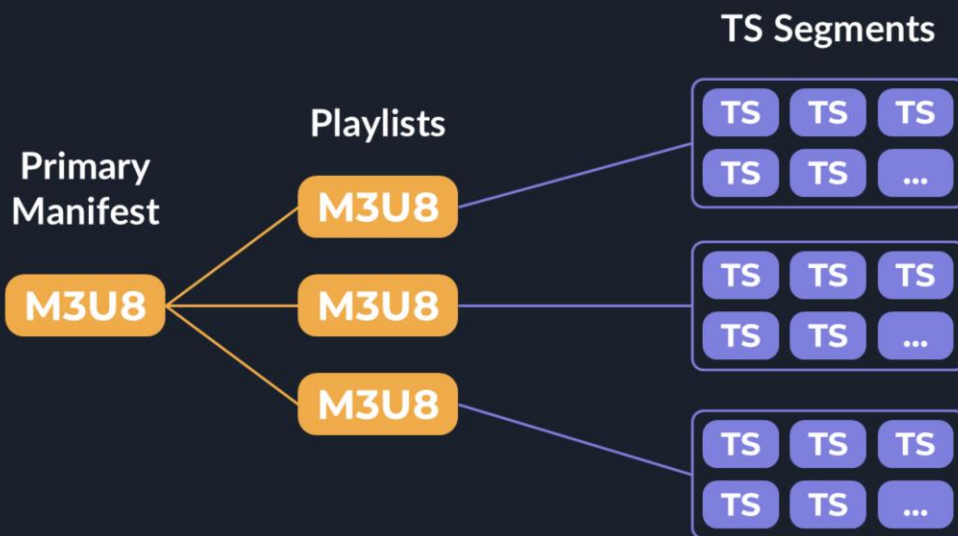 TS Segments
Playlists
Primary
Manifest
M3U8
M3U8
M3U8
M3U8
TS TS TS
TS TS ...
TS TS TS
TS TS ...
TS TS TS
TS TS ...